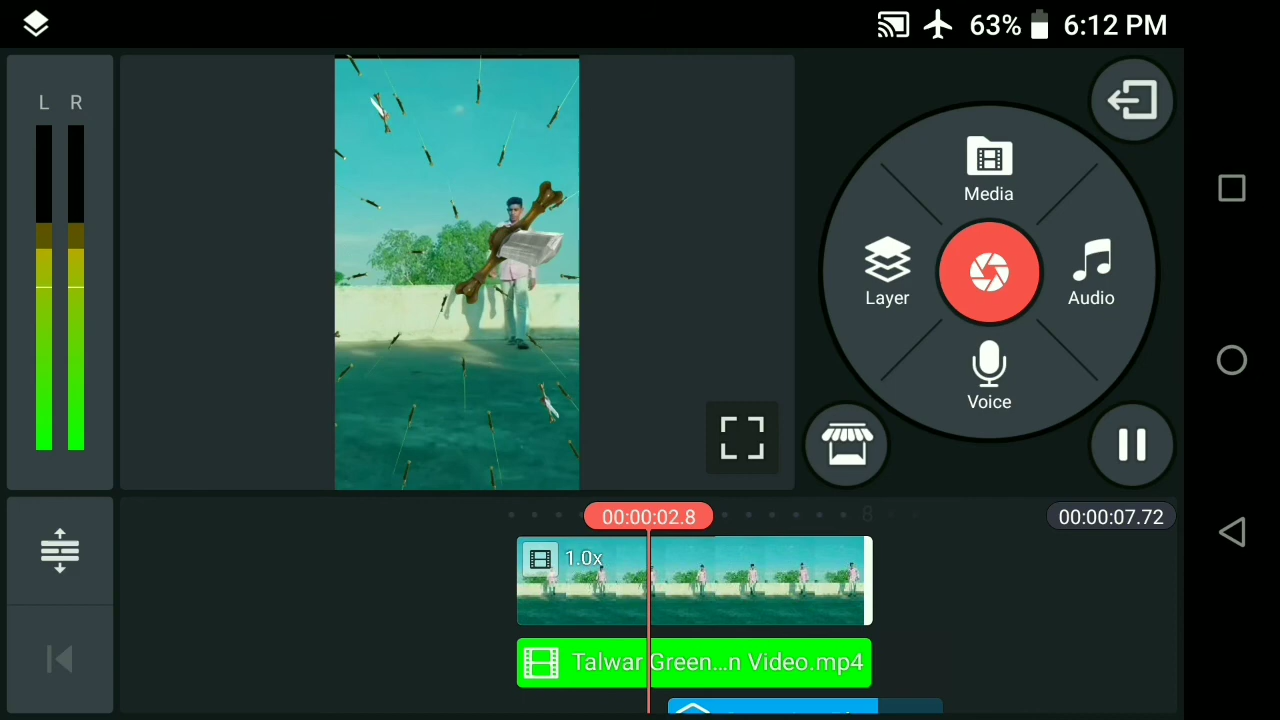 63% 6:12 PM
L R
Media
Layer
Audio
Voice
00:00:02.8
8
00:00:07.72
1.0x
Talwar Green...n Video.mp4